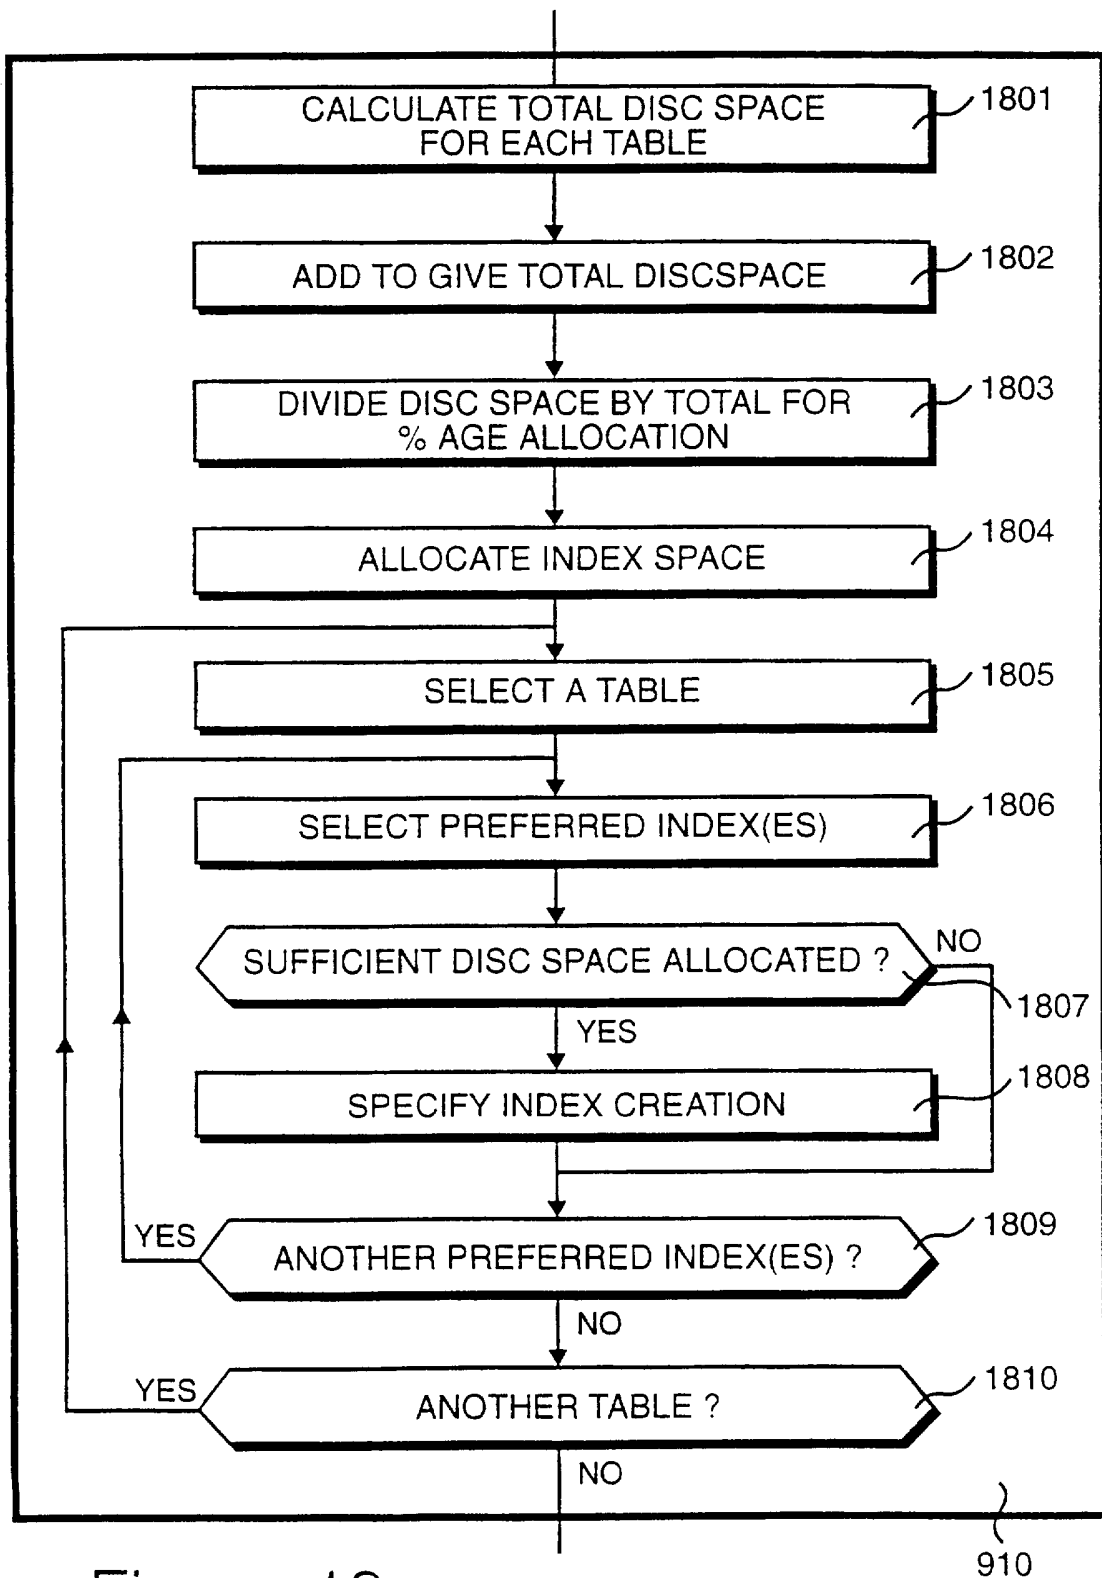 CALCULATE TOTAL DISC SPACE
FOR EACH TABLE
1801
ADD TO GIVE TOTAL DISCSPACE
1802
DIVIDE DISC SPACE BY TOTAL FOR
% AGE ALLOCATION
1803
ALLOCATE INDEX SPACE
1804
SELECT A TABLE
1805
SELECT PREFERRED INDEX(ES)
1806
SUFFICIENT DISC SPACE ALLOCATED ?
NO
1807
YES
SPECIFY INDEX CREATION
1808
YES
ANOTHER PREFERRED INDEX(ES) ?
1809
NO
YES
ANOTHER TABLE ?
1810
NO
910